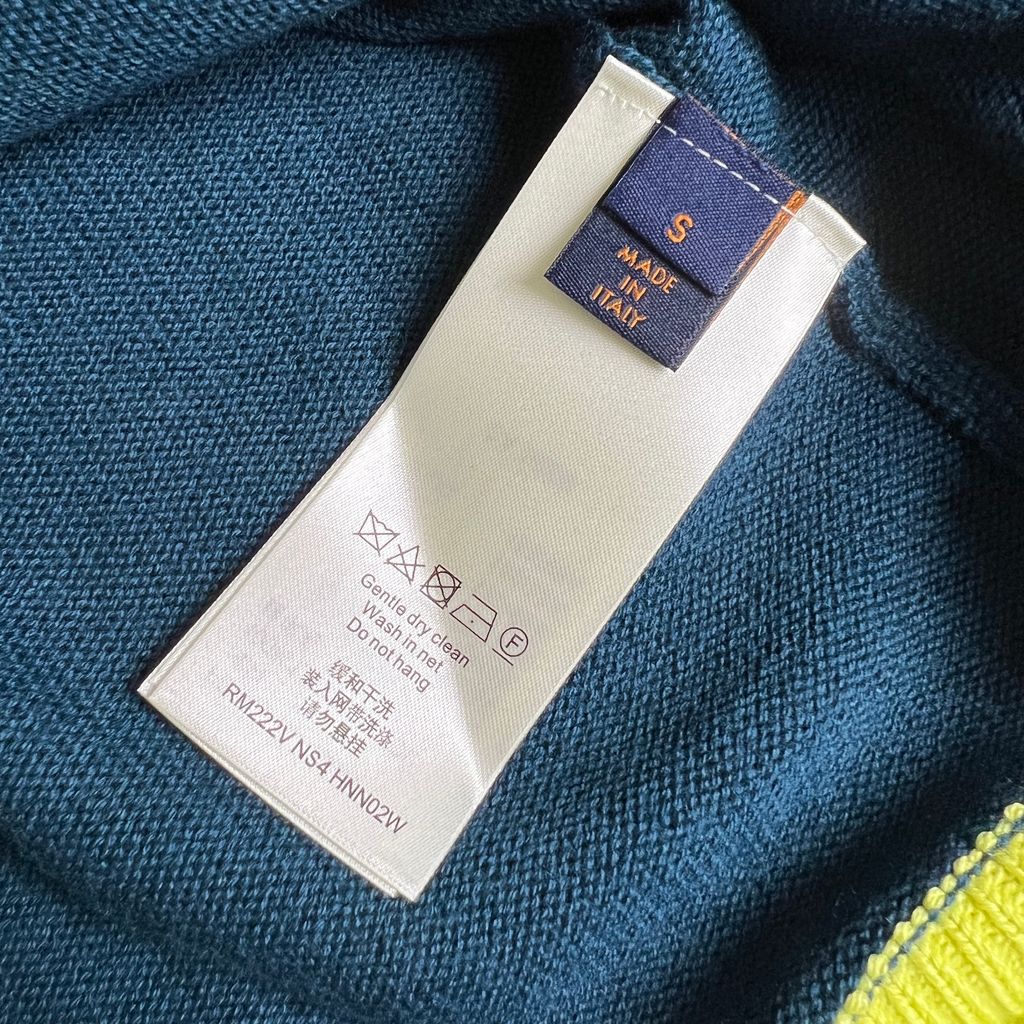 S
MADE
IN
ITALY
F
Gentle dry clean
Wash in net
Do not hang
缓和干洗
装入网带洗涤
请勿悬挂
RM222V NS4 HNN02W